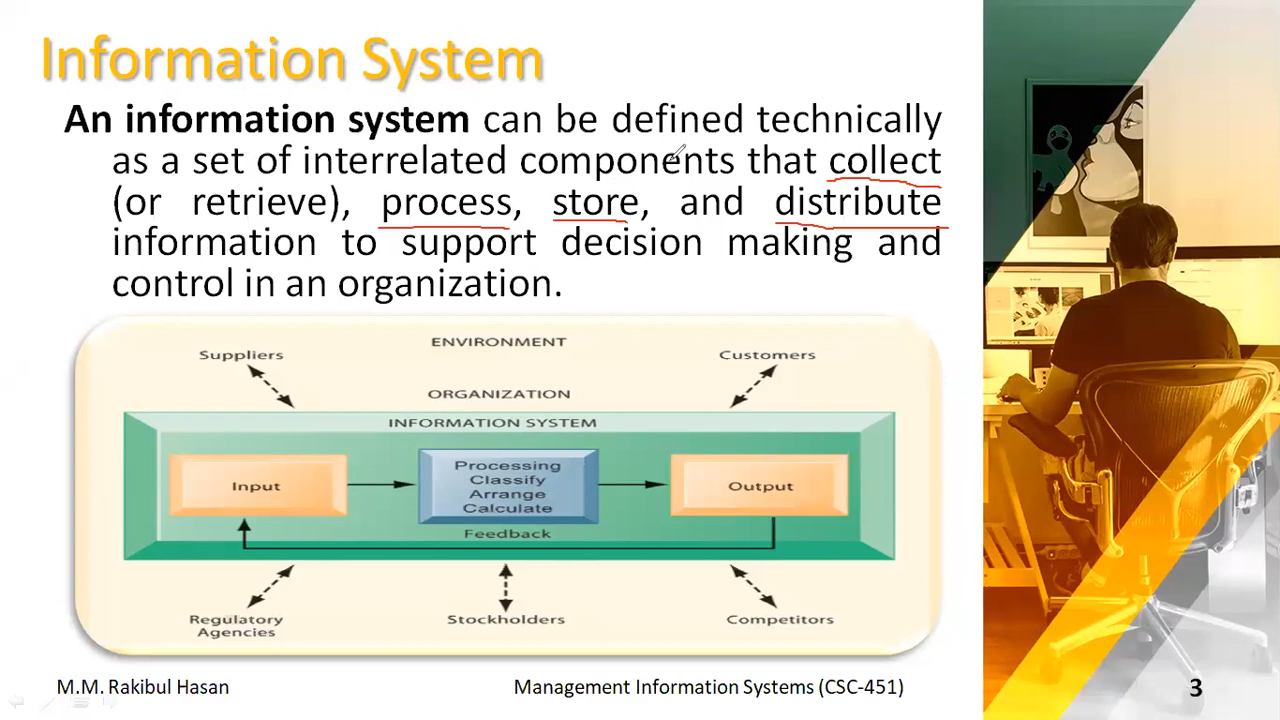 Information System
An information system can be defined technically
as a set of interrelated components that collect
(or retrieve), process, store, and distribute
information to support decision making and
control in an organization.
ENVIRONMENT
Suppliers
Customers
ORGANIZATION
INFORMATION SYSTEM
Input
Processing
Classify
Arrange
Calculate
Output
Feedback
Regulatory
Agencies
Stockholders
Competitors
M.M. Rakibul Hasan
Management Information Systems (CSC-451)
3